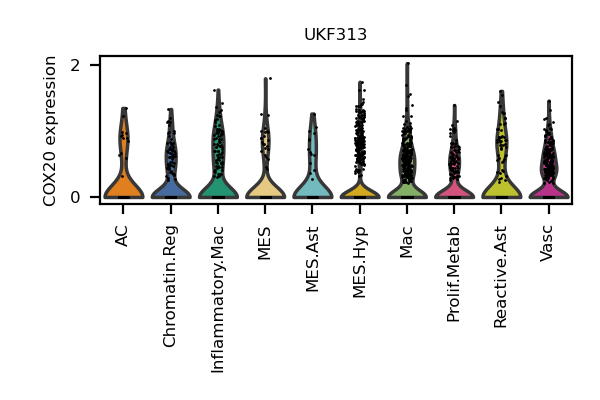 UKF313
COX20 expression
2
0
AC
Chromatin.Reg
Inflammatory.Mac
MES
MES.Ast
MES.Hyp
Mac
Prolif.Metab
Reactive.Ast
Vasc